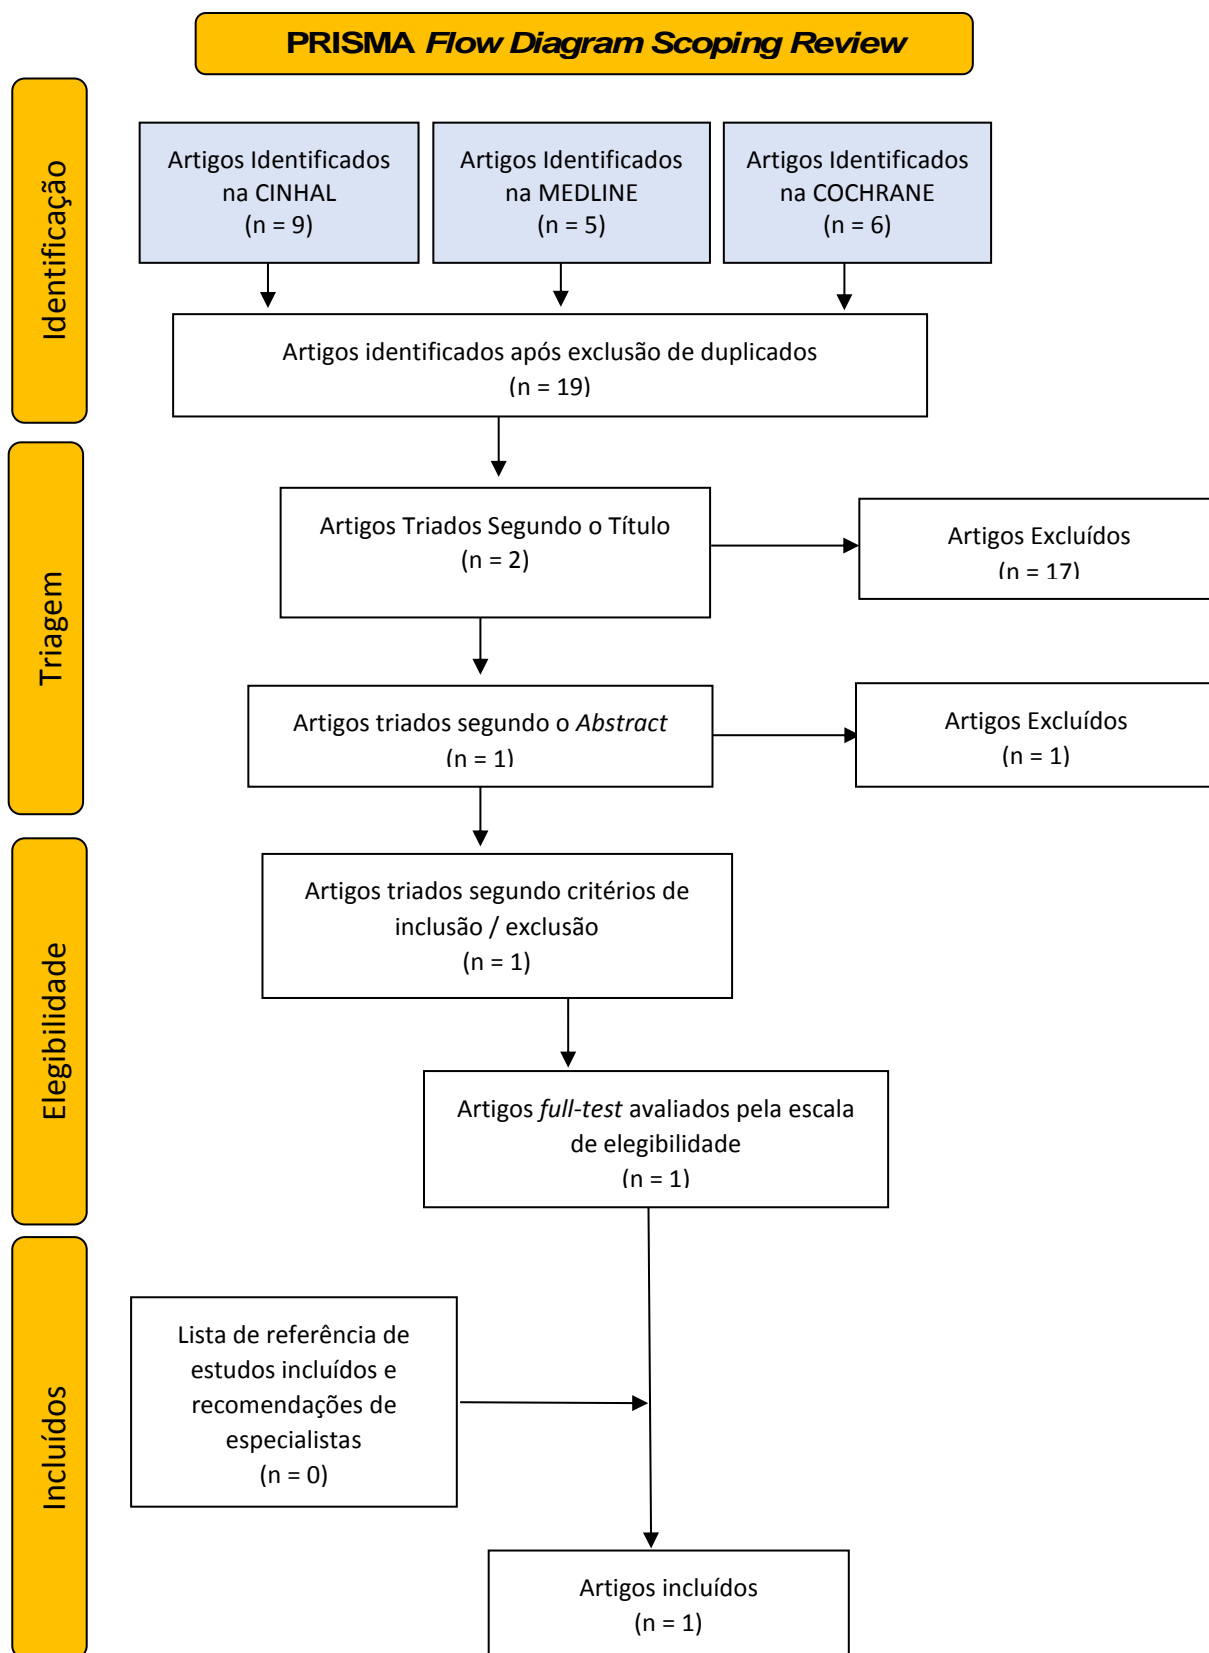 PRISMA Flow Diagram Scoping Review
Identificação
Artigos Identificados
na CINHAL
(n = 9)
Artigos Identificados
na MEDLINE
(n = 5)
Artigos Identificados
na COCHRANE
(n = 6)
Artigos identificados após exclusão de duplicados
(n = 19)
Triagem
Artigos Triados Segundo o Título
(n = 2)
Artigos Excluídos
(n = 17)
Artigos triados segundo o Abstract
(n = 1)
Artigos Excluídos
(n = 1)
Elegibilidade
Artigos triados segundo critérios de
inclusão / exclusão
(n = 1)
Artigos full-test avaliados pela escala
de elegibilidade
(n = 1)
Incluídos
Lista de referência de
estudos incluídos e
recomendações de
especialistas
(n = 0)
Artigos incluídos
(n = 1)